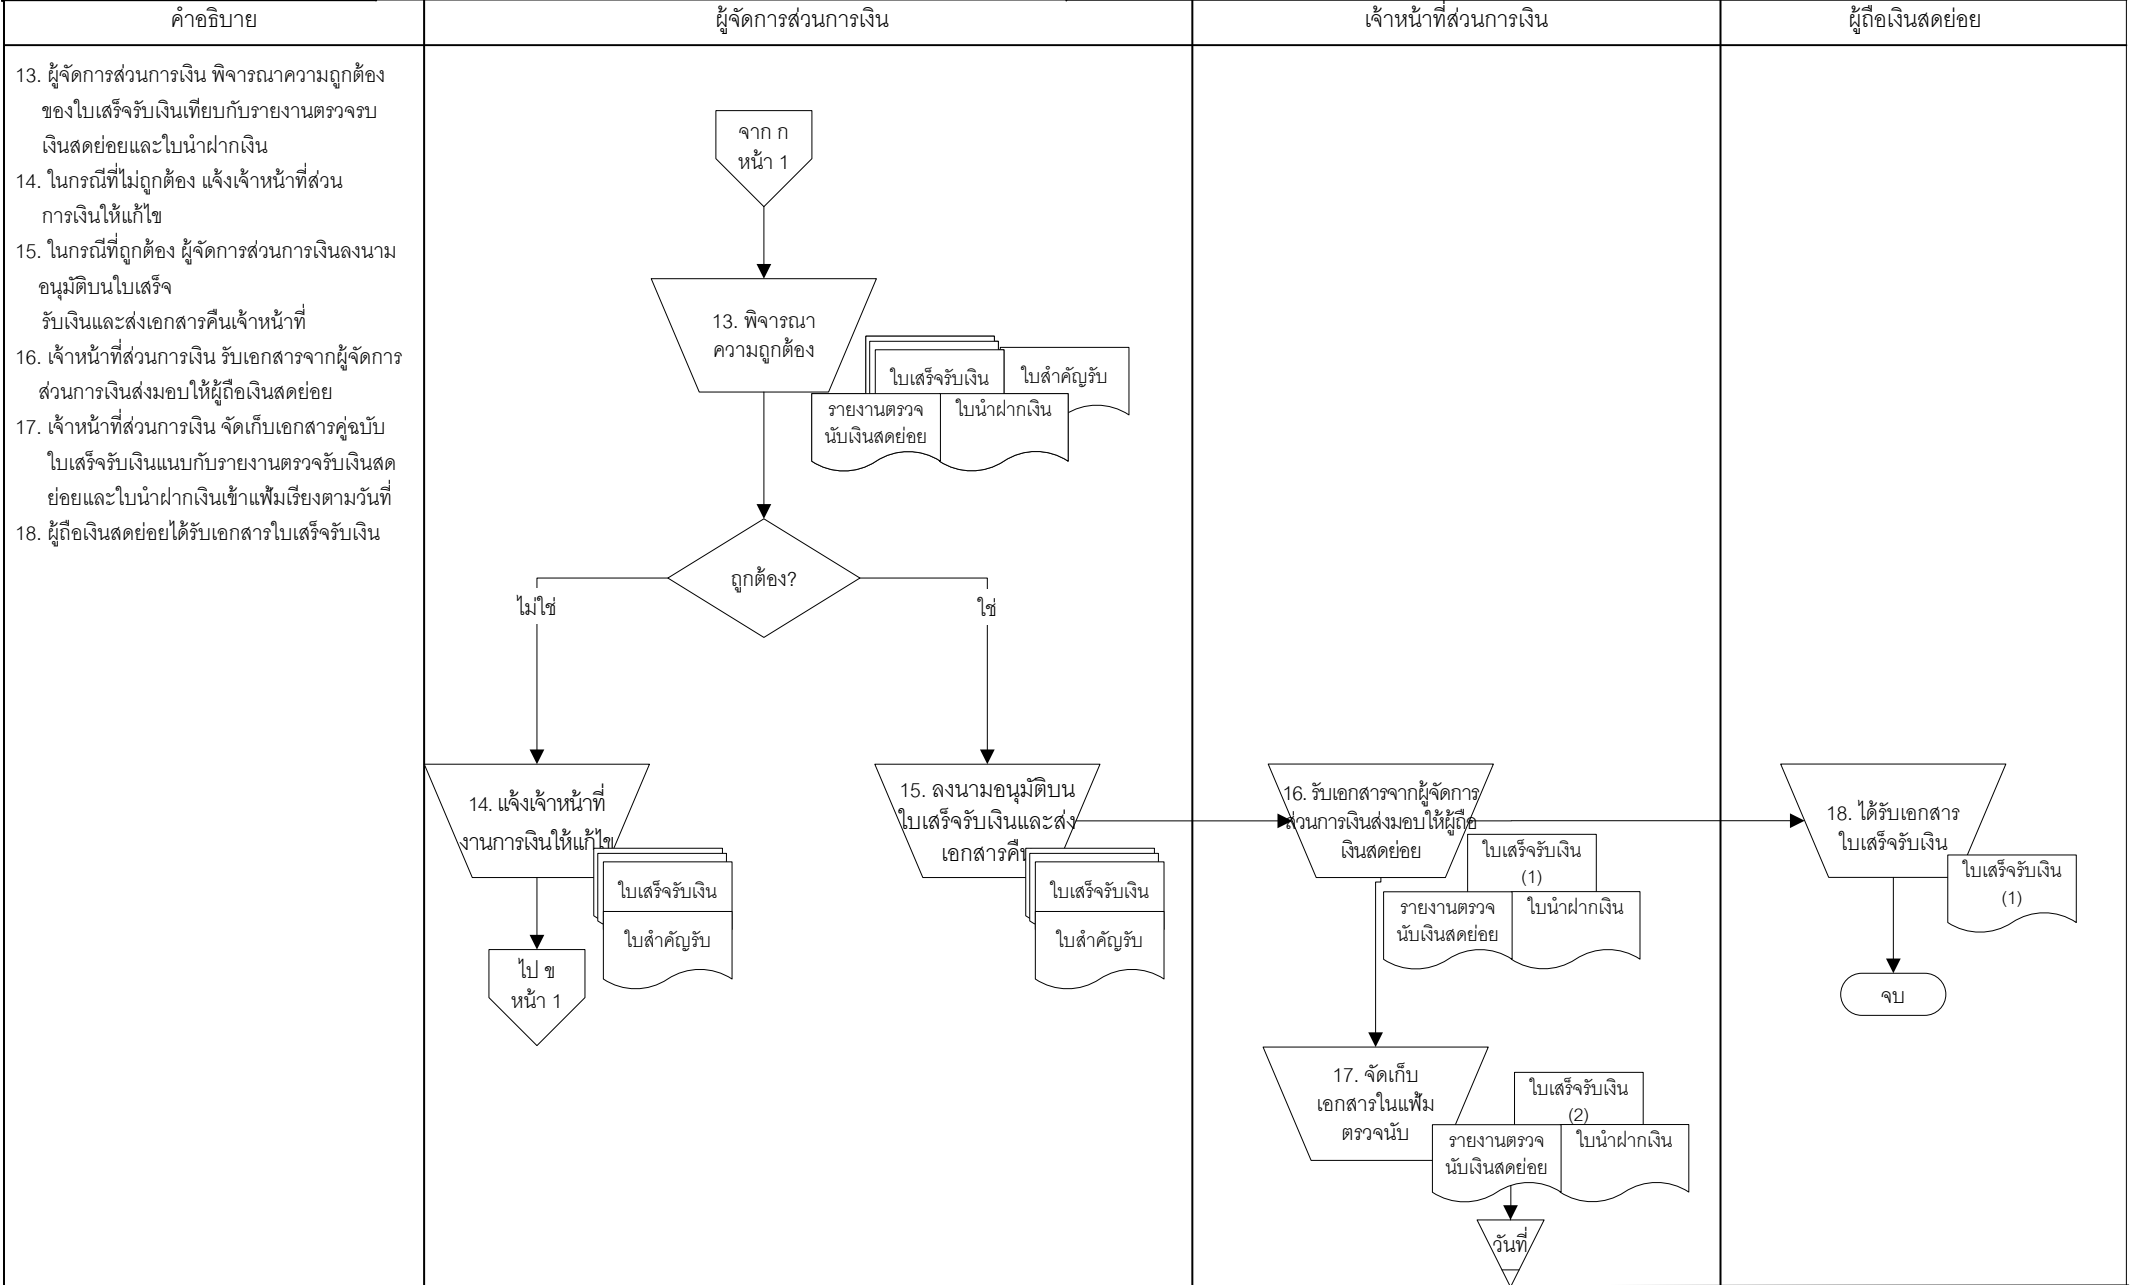 คำอธิบาย
ผู้จัดการส่วนการเงิน
เจ้าหน้าที่ส่วนการเงิน
ผู้ถือเงินสดย่อย
13. ผู้จัดการส่วนการเงิน พิจารณาความถูกต้อง
ของใบเสร็จรับเงินเทียบกับรายงานตรวจรบ
เงินสดย่อยและใบนำฝากเงิน
14. ในกรณีที่ไม่ถูกต้อง แจ้งเจ้าหน้าที่ส่วน
การเงินให้แก้ไข
15. ในกรณีที่ถูกต้อง ผู้จัดการส่วนการเงินลงนาม
อนุมัติบนใบเสร็จ
รับเงินและส่งเอกสารคืนเจ้าหน้าที่
16. เจ้าหน้าที่ส่วนการเงิน รับเอกสารจากผู้จัดการ
ส่วนการเงินส่งมอบให้ผู้ถือเงินสดย่อย
17. เจ้าหน้าที่ส่วนการเงิน จัดเก็บเอกสารคู่ฉบับ
ใบเสร็จรับเงินแนบกับรายงานตรวจรับเงินสด
ย่อยและใบนำฝากเงินเข้าแฟ้มเรียงตามวันที่
18. ผู้ถือเงินสดย่อยได้รับเอกสารใบเสร็จรับเงิน
จาก ก
หน้า 1
13. พิจารณา
ความถูกต้อง
ใบเสร็จรับเงิน
ใบสำคัญรับ
รายงานตรวจ
นับเงินสดย่อย
ใบนำฝากเงิน
ถูกต้อง?
ไม่ใช่
ใช่
14. แจ้งเจ้าหน้าที่
งานการเงินให้แก้ไข
ใบเสร็จรับเงิน
ใบสำคัญรับ
ไป ข
หน้า 1
15. ลงนามอนุมัติบน
ใบเสร็จรับเงินและส่ง
เอกสารคืน
ใบเสร็จรับเงิน
ใบสำคัญรับ
16. รับเอกสารจากผู้จัดการ
ส่วนการเงินส่งมอบให้ผู้ถือ
เงินสดย่อย
ใบเสร็จรับเงิน
(1)
รายงานตรวจ
นับเงินสดย่อย
ใบนำฝากเงิน
17. จัดเก็บ
เอกสารในแฟ้ม
ตรวจนับ
ใบเสร็จรับเงิน
(2)
รายงานตรวจ
นับเงินสดย่อย
ใบนำฝากเงิน
วันที่
18. ได้รับเอกสาร
ใบเสร็จรับเงิน
ใบเสร็จรับเงิน
(1)
จบ